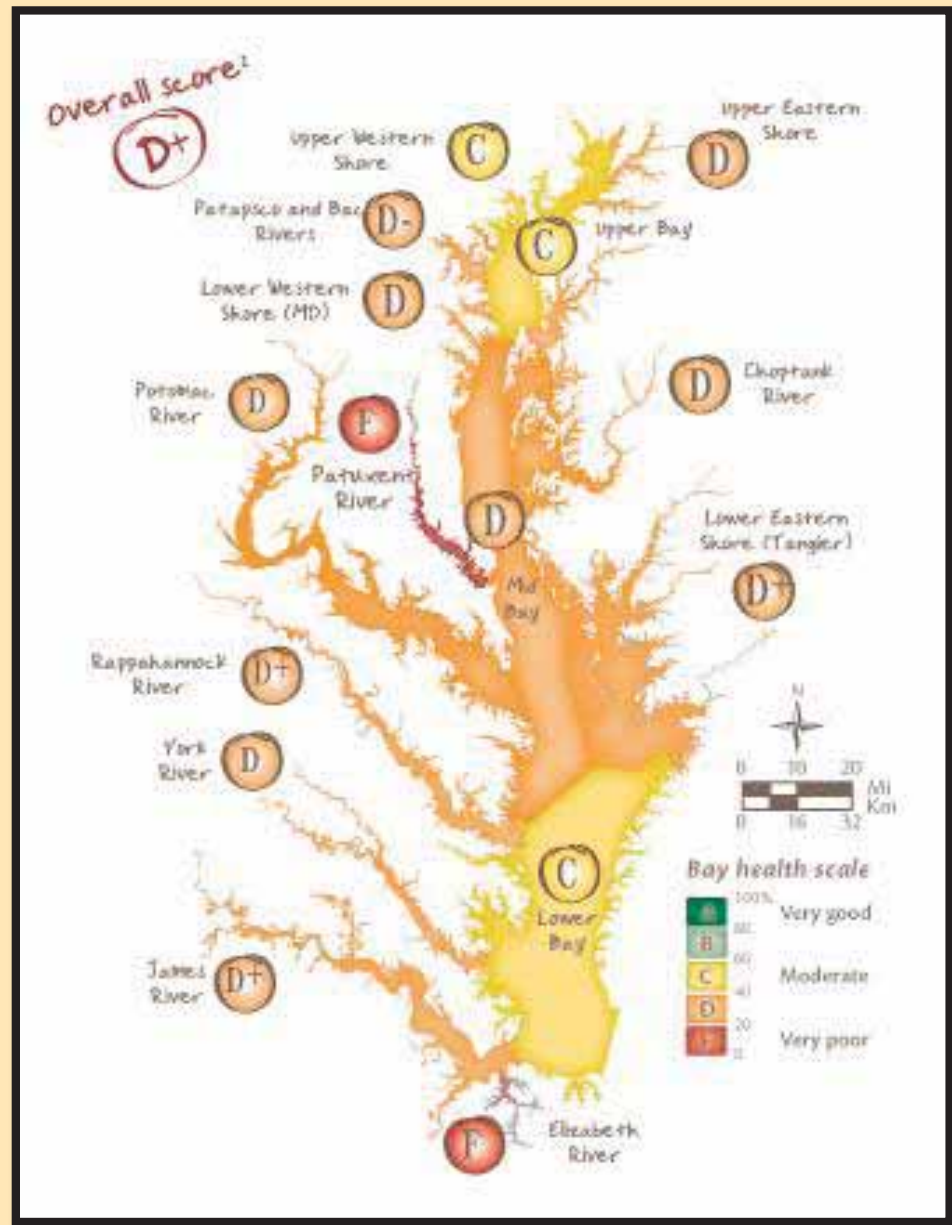 Overall score²
D+
Upper Western
Shore
C
Upper Eastern
Shore
D
Patapsco and Bac
Rivers
D-
C
Upper Bay
Lower Western
Shore (MD)
D
Potomac
River
D
F
Patuxent
River
D
Choptank
River
D
Mid
Bay
Lower Eastern
Shore (Tangier)
D+
Rappahannock
River
D+
York
River
D
N
0 10 20
Mi
Km
0 16 32
C
Lower
Bay
James
River
D+
Bay health scale
100%
Very good
80
B
60
C
Moderate
40
D
20
Very poor
0
F
Elizabeth
River